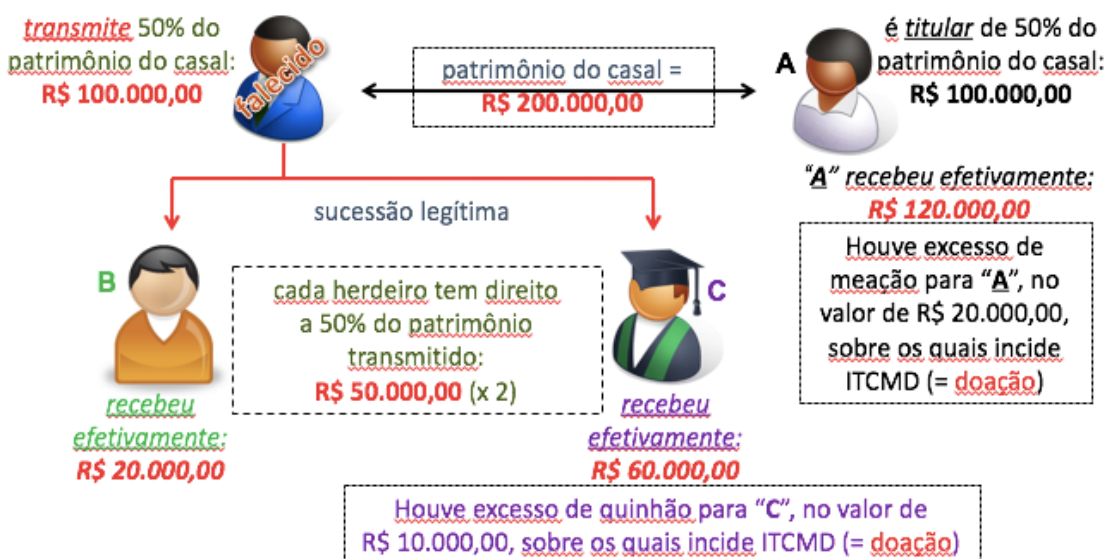 transmite 50% do
patrimônio do casal:
R$ 100.000,00
falecido
patrimônio do casal =
R$ 200.000,00
A
é titular de 50% do
patrimônio do casal:
R$ 100.000,00
"A" recebeu efetivamente:
R$ 120.000,00
Houve excesso de
meação para "A", no
valor de R$ 20.000,00,
sobre os quais incide
ITCMD (= doação)
sucessão legítima
B
cada herdeiro tem direito
a 50% do patrimônio
transmitido:
R$ 50.000,00 (x 2)
C
recebeu
efetivamente:
R$ 20.000,00
recebeu
efetivamente:
R$ 60.000,00
Houve excesso de quinhão para "C", no valor de
R$ 10.000,00, sobre os quais incide ITCMD (= doação)